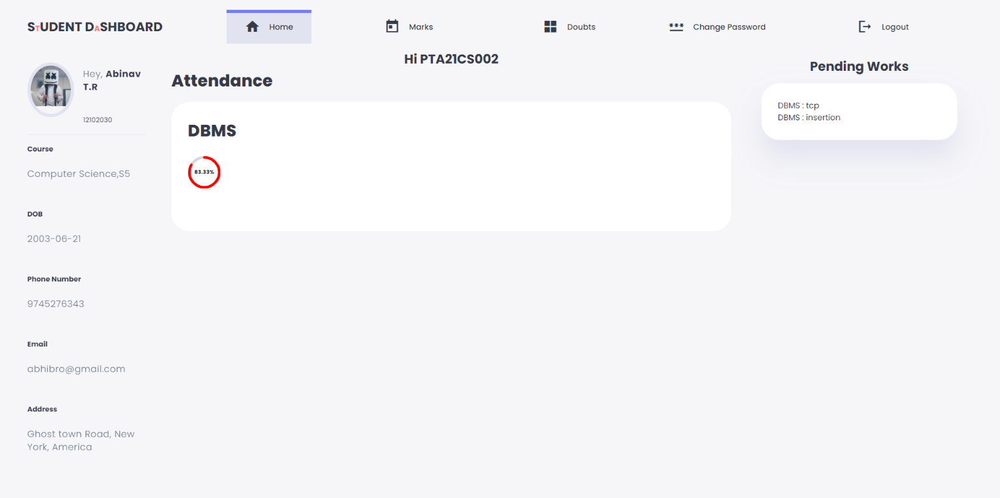 STUDENT DASHBOARD
Home
Marks
Doubts
Change Password
Logout
Hey, Abinav
T.R
12102030
Course
Computer Science,S5
DOB
2003-06-21
Phone Number
9745276343
Email
abhibro@gmail.com
Address
Ghost town Road, New
York, America
Hi PTA21CS002
Attendance
DBMS
83.33%
Pending Works
DBMS : tcp
DBMS : insertion